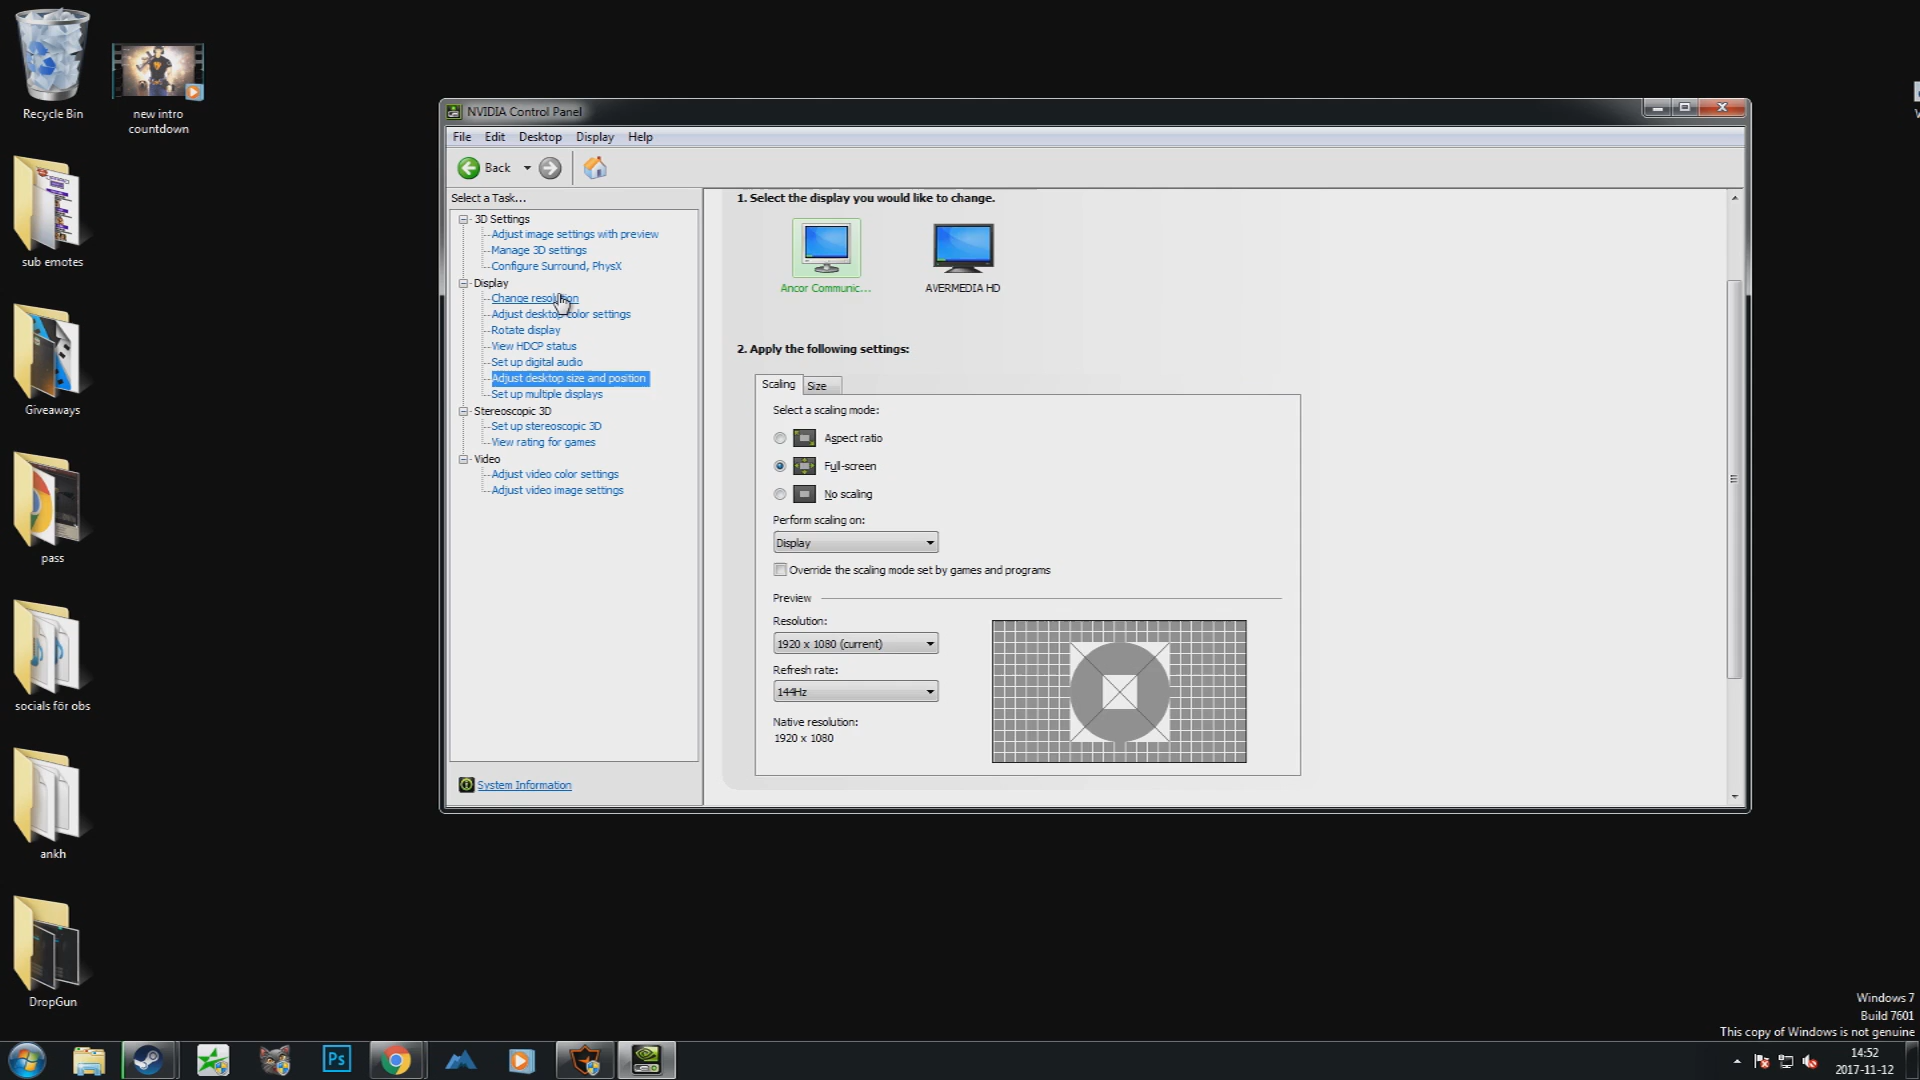 Recycle Bin
new intro
countdown
sub emotes
Giveaways
pass
socials för obs
ankh
DropGun
NVIDIA Control Panel
File Edit Desktop Display Help
Back
Select a Task...
3D Settings
Adjust image settings with preview
Manage 3D settings
Configure Surround, PhysX
Display
Change resolution
Adjust desktop color settings
Rotate display
View HDCP status
Set up digital audio
Adjust desktop size and position
Set up multiple displays
Stereoscopic 3D
Set up stereoscopic 3D
View rating for games
Video
Adjust video color settings
Adjust video image settings
System Information
1. Select the display you would like to change.
Ancor Communic...
AVERMEDIA HD
2. Apply the following settings:
Scaling Size
Select a scaling mode:
Aspect ratio
Full-screen
No scaling
Perform scaling on:
Display
Override the scaling mode set by games and programs
Preview
Resolution:
1920 x 1080 (current)
Refresh rate:
144Hz
Native resolution:
1920 x 1080
Windows 7
Build 7601
This copy of Windows is not genuine
Ps
14:52
2017-11-12